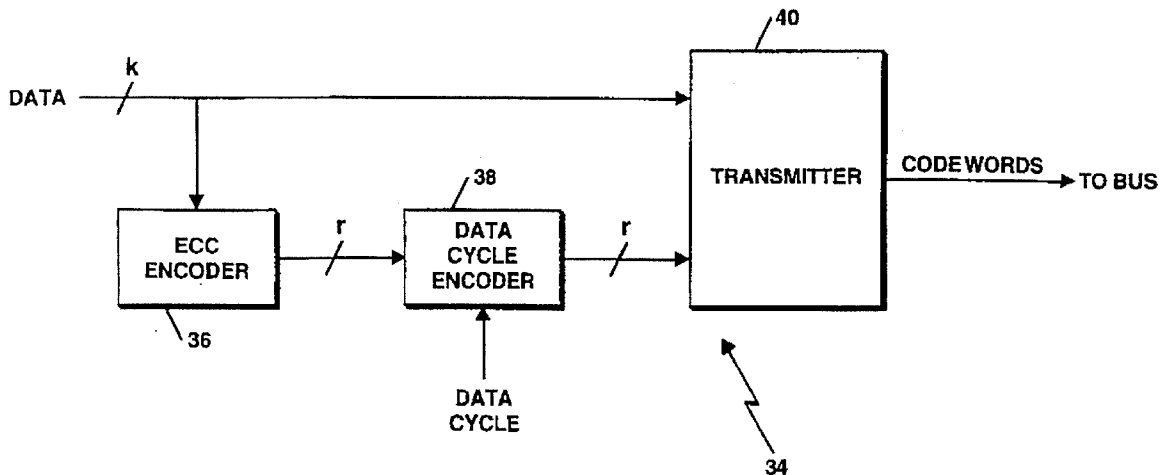 40
k
DATA
TRANSMITTER
CODEWORDS
TO BUS
38
ECC
ENCODER
r
DATA
CYCLE
ENCODER
r
36
DATA
CYCLE
34